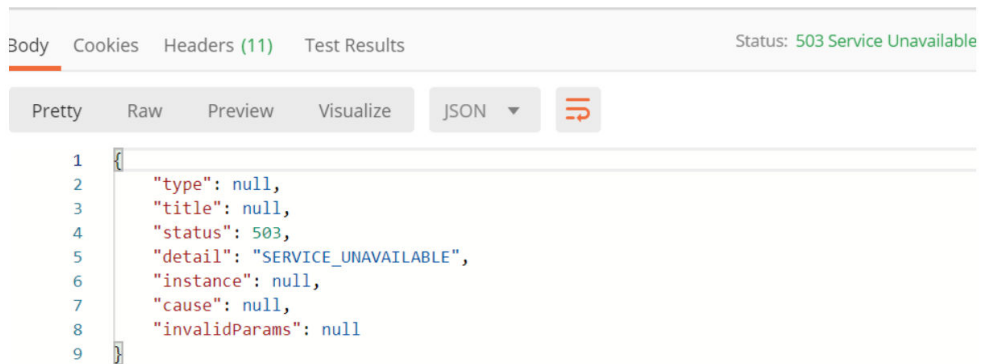 Body Cookies Headers (11) Test Results Status: 503 Service Unavailable
Pretty Raw Preview Visualize JSON
1 {
2 "type": null,
3 "title": null,
4 "status": 503,
5 "detail": "SERVICE_UNAVAILABLE",
6 "instance": null,
7 "cause": null,
8 "invalidParams": null
9 }